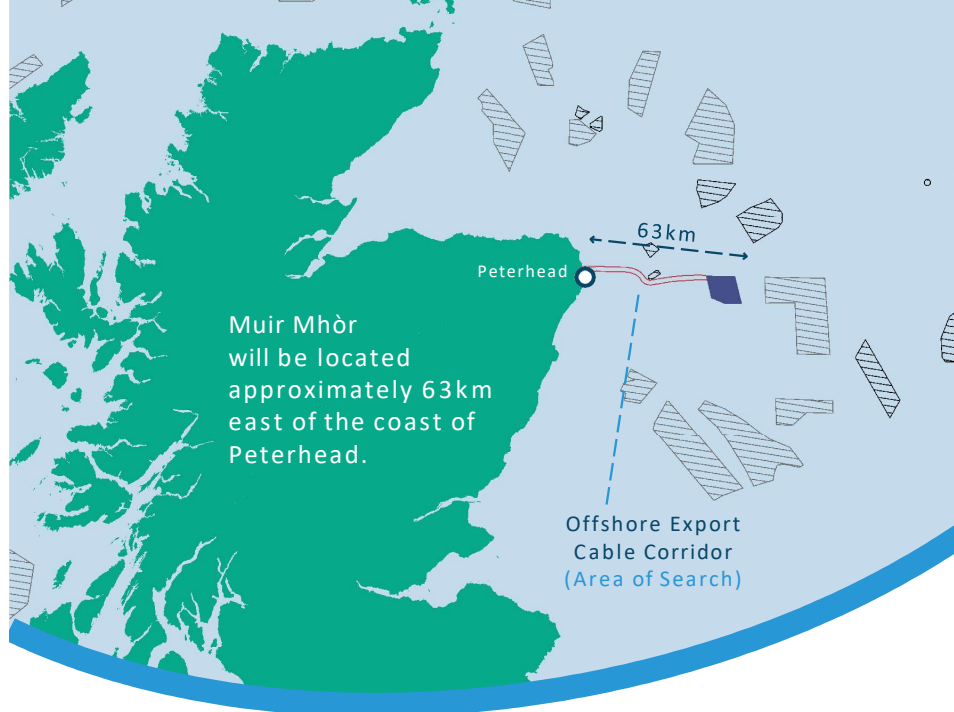 63km
Peterhead
Muir Mhòr
will be located
approximately 63km
east of the coast of
Peterhead.
Offshore Export
Cable Corridor
(Area of Search)